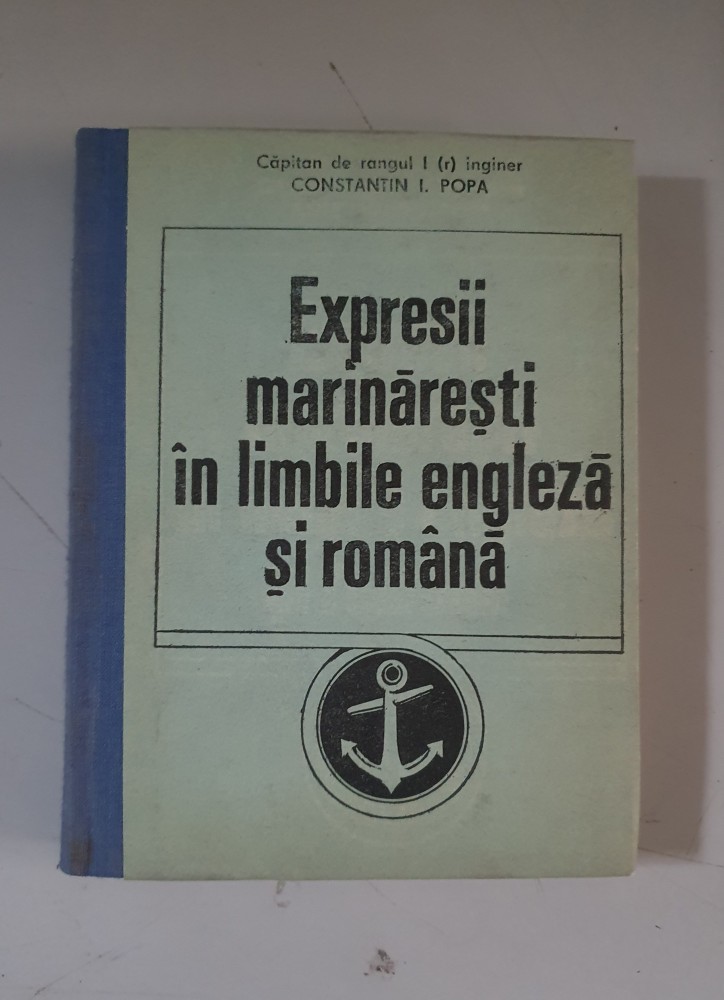 Căpitan de rangul I (r) inginer
CONSTANTIN I. POPA
Expresii
marinărești
în limbile engleză
și română